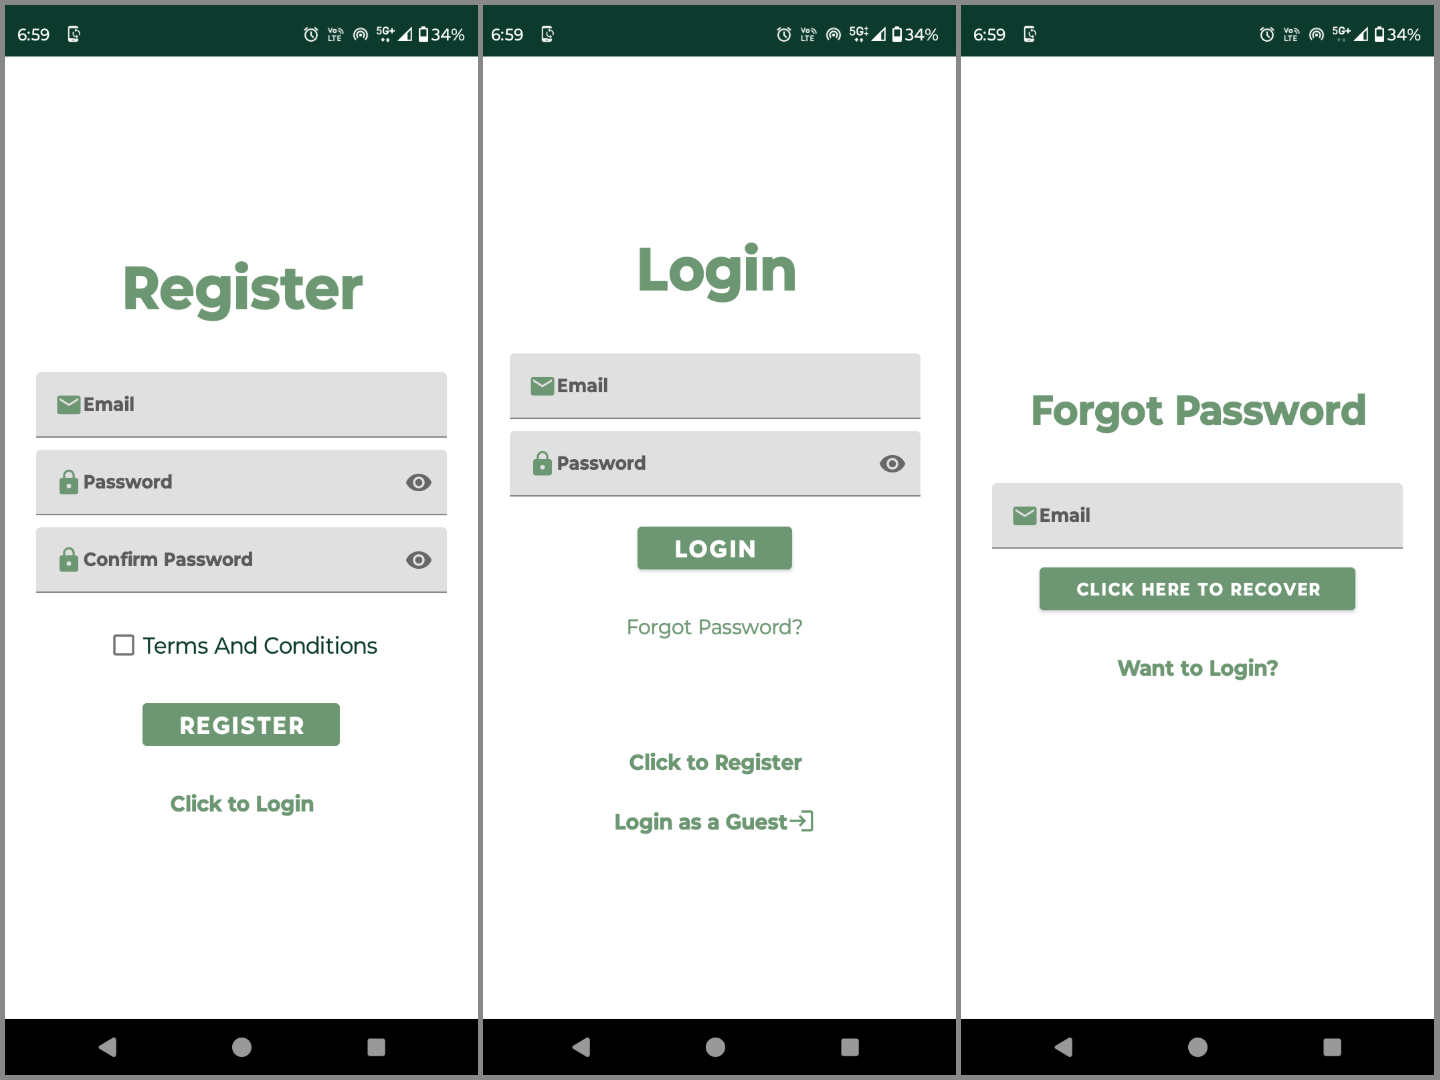 6:59
Vo LTE 5G+ 34%
Register
Email
Password
Confirm Password
Terms And Conditions
REGISTER
Click to Login
6:59
Vo LTE 5G‡ 34%
Login
Email
Password
LOGIN
Forgot Password?
Click to Register
Login as a Guest
6:59
Vo LTE 5G+ 34%
Forgot Password
Email
CLICK HERE TO RECOVER
Want to Login?